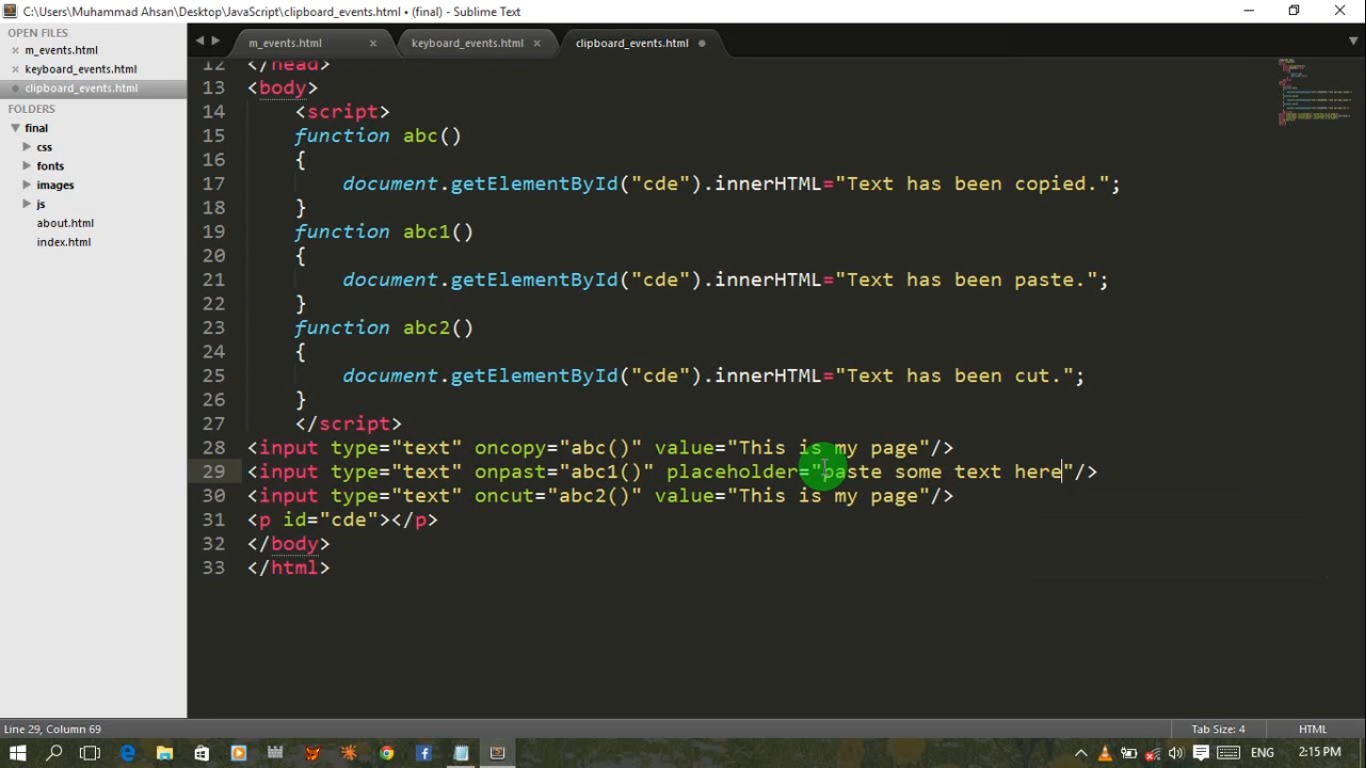 C:\Users\Muhammad Ahsan\Desktop\JavaScript\clipboard_events.html • (final) - Sublime Text
OPEN FILES
m_events.html
keyboard_events.html
clipboard_events.html
FOLDERS
final
css
fonts
images
js
about.html
index.html
m_events.html keyboard_events.html clipboard_events.html
12 </head>
13 <body>
14 <script>
15 function abc()
16 {
17 document.getElementById("cde").innerHTML="Text has been copied.";
18 }
19 function abc1()
20 {
21 document.getElementById("cde").innerHTML="Text has been paste.";
22 }
23 function abc2()
24 {
25 document.getElementById("cde").innerHTML="Text has been cut.";
26 }
27 </script>
28 <input type="text" oncopy="abc()" value="This is my page"/>
29 <input type="text" onpast="abc1()" placeholder="paste some text here"/>
30 <input type="text" oncut="abc2()" value="This is my page"/>
31 <p id="cde"></p>
32 </body>
33 </html>
Line 29, Column 69 Tab Size: 4 HTML
ENG 2:15 PM